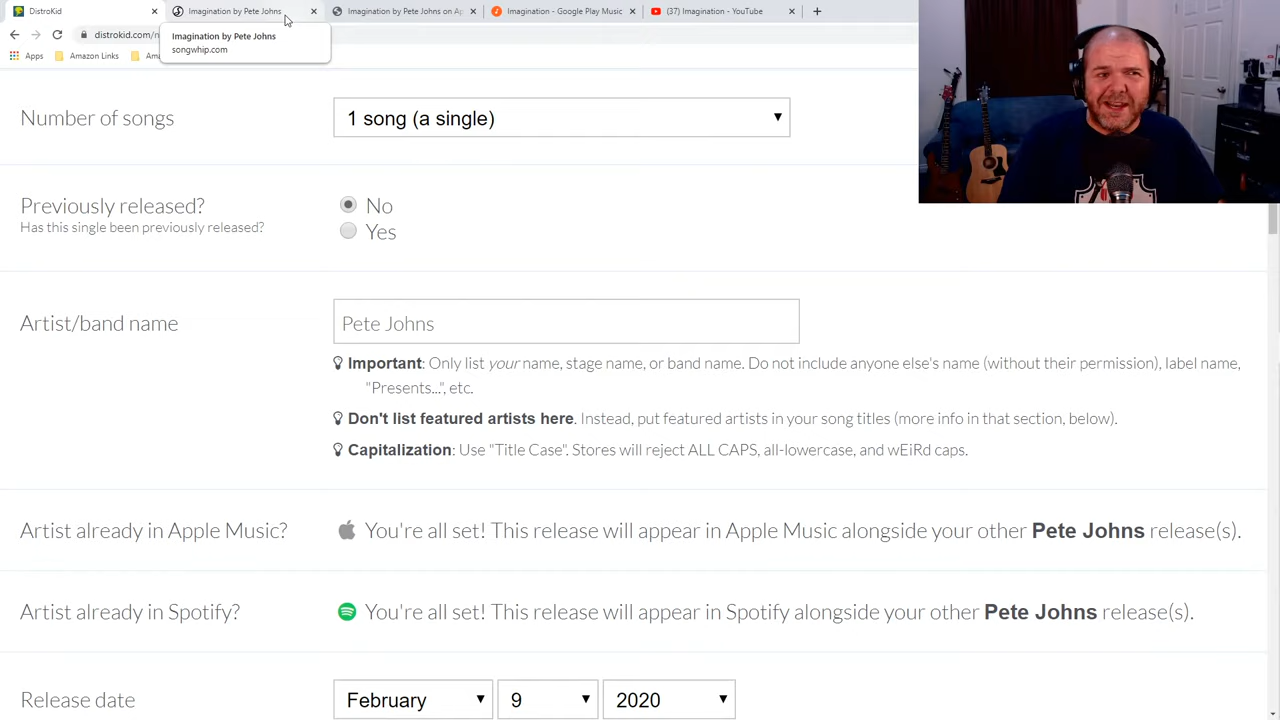 DistroKid
Imagination by Pete Johns
Imagination by Pete Johns on Ap
Imagination - Google Play Music
(37) Imagination - YouTube
distrokid.com/n
Imagination by Pete Johns
songwhip.com
Apps
Amazon Links
Ama
Number of songs
1 song (a single)
Previously released?
No
Has this single been previously released?
Yes
Artist/band name
Pete Johns
Important: Only list your name, stage name, or band name. Do not include anyone else's name (without their permission), label name,
"Presents...", etc.
Don't list featured artists here. Instead, put featured artists in your song titles (more info in that section, below).
Capitalization: Use "Title Case". Stores will reject ALL CAPS, all-lowercase, and wEiRd caps.
Artist already in Apple Music?
You're all set! This release will appear in Apple Music alongside your other Pete Johns release(s).
Artist already in Spotify?
You're all set! This release will appear in Spotify alongside your other Pete Johns release(s).
Release date
February
9
2020